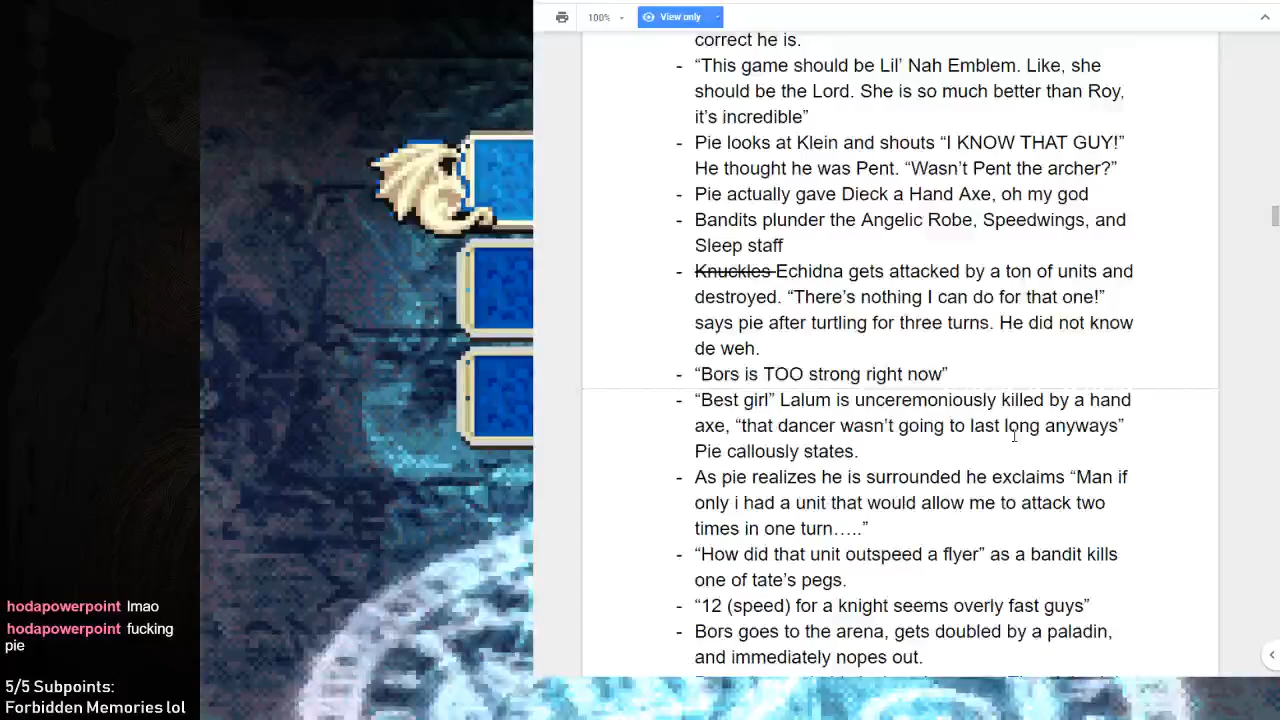 100%
View only
correct he is.
- “This game should be Lil’ Nah Emblem. Like, she
should be the Lord. She is so much better than Roy,
it’s incredible”
- Pie looks at Klein and shouts “I KNOW THAT GUY!”
He thought he was Pent. “Wasn’t Pent the archer?”
- Pie actually gave Dieck a Hand Axe, oh my god
- Bandits plunder the Angelic Robe, Speedwings, and
Sleep staff
- Knuckles Echidna gets attacked by a ton of units and
destroyed. “There’s nothing I can do for that one!”
says pie after turtling for three turns. He did not know
de weh.
- “Bors is TOO strong right now”
- “Best girl” Lalum is unceremoniously killed by a hand
axe, “that dancer wasn’t going to last long anyways”
Pie callously states.
- As pie realizes he is surrounded he exclaims “Man if
only i had a unit that would allow me to attack two
times in one turn…..”
- “How did that unit outspeed a flyer” as a bandit kills
one of tate’s pegs.
- “12 (speed) for a knight seems overly fast guys”
- Bors goes to the arena, gets doubled by a paladin,
and immediately nopes out.
hodapowerpoint lmao
hodapowerpoint fucking
pie
5/5 Subpoints:
Forbidden Memories lol